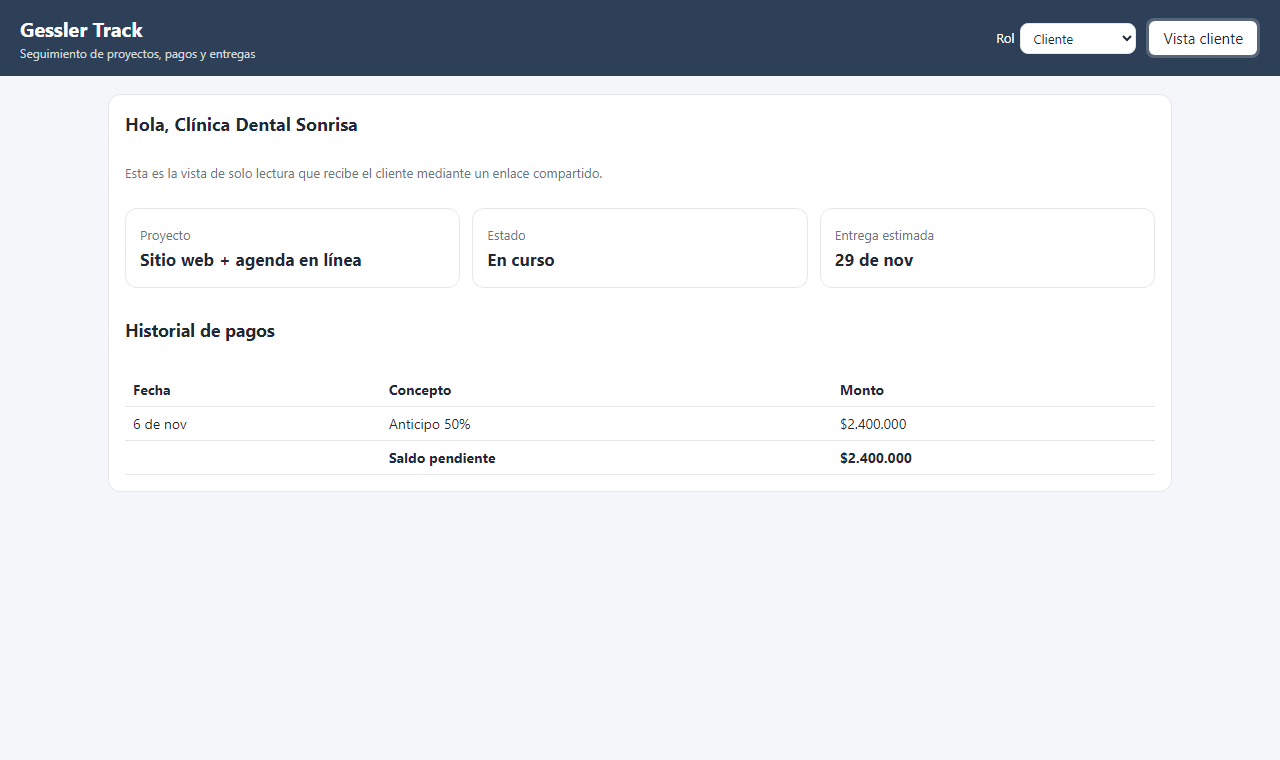 Gessler Track
Seguimiento de proyectos, pagos y entregas
Rol
Cliente
Vista cliente
Hola, Clínica Dental Sonrisa
Esta es la vista de solo lectura que recibe el cliente mediante un enlace compartido.
Proyecto
Sitio web + agenda en línea
Estado
En curso
Entrega estimada
29 de nov
Historial de pagos
Fecha Concepto Monto
6 de nov Anticipo 50% $2.400.000
Saldo pendiente $2.400.000